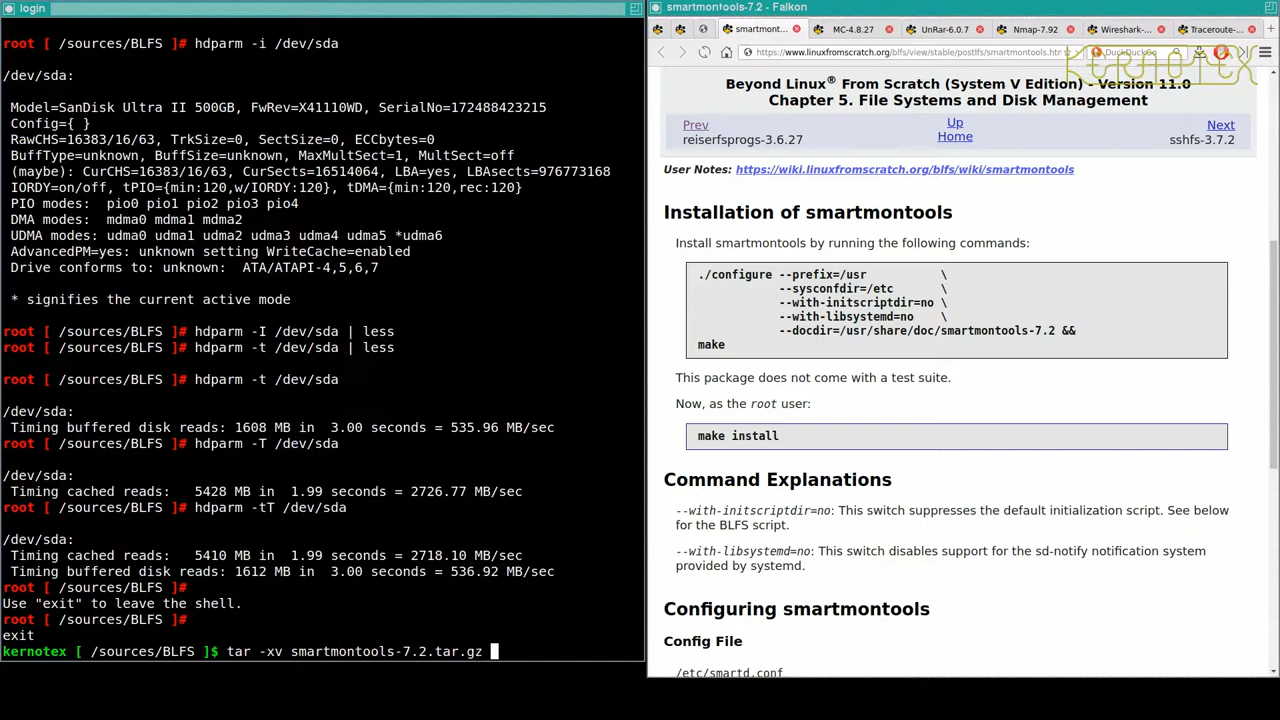 login
root [ /sources/BLFS ]# hdparm -i /dev/sda
/dev/sda:
Model=SanDisk Ultra II 500GB, FwRev=X41110WD, SerialNo=172488423215
Config={ }
RawCHS=16383/16/63, TrkSize=0, SectSize=0, ECCbytes=0
BuffType=unknown, BuffSize=unknown, MaxMultSect=1, MultSect=off
(maybe): CurCHS=16383/16/63, CurSects=16514064, LBA=yes, LBAsects=976773168
IORDY=on/off, tPIO={min:120,w/IORDY:120}, tDMA={min:120,rec:120}
PIO modes:  pio0 pio1 pio2 pio3 pio4
DMA modes:  mdma0 mdma1 mdma2
UDMA modes: udma0 udma1 udma2 udma3 udma4 udma5 *udma6
AdvancedPM=yes: unknown setting WriteCache=enabled
Drive conforms to: unknown:  ATA/ATAPI-4,5,6,7
* signifies the current active mode
root [ /sources/BLFS ]# hdparm -I /dev/sda | less
root [ /sources/BLFS ]# hdparm -t /dev/sda | less
root [ /sources/BLFS ]# hdparm -t /dev/sda
/dev/sda:
Timing buffered disk reads: 1608 MB in  3.00 seconds = 535.96 MB/sec
root [ /sources/BLFS ]# hdparm -T /dev/sda
/dev/sda:
Timing cached reads:   5428 MB in  1.99 seconds = 2726.77 MB/sec
root [ /sources/BLFS ]# hdparm -tT /dev/sda
/dev/sda:
Timing cached reads:   5410 MB in  1.99 seconds = 2718.10 MB/sec
Timing buffered disk reads: 1612 MB in  3.00 seconds = 536.92 MB/sec
root [ /sources/BLFS ]#
Use "exit" to leave the shell.
root [ /sources/BLFS ]#
exit
kernotex [ /sources/BLFS ]$ tar -xv smartmontools-7.2.tar.gz
smartmontools-7.2 - Falkon
smartmont... MC-4.8.27 UnRar-6.0.7 Nmap-7.92 Wireshark-... Traceroute-...
https://www.linuxfromscratch.org/blfs/view/stable/postlfs/smartmontools.htm DuckDuckGo
KERNOTEX
Beyond Linux® From Scratch (System V Edition) - Version 11.0
Chapter 5. File Systems and Disk Management
Prev Up Next
reiserfsprogs-3.6.27 Home sshfs-3.7.2
User Notes: https://wiki.linuxfromscratch.org/blfs/wiki/smartmontools
Installation of smartmontools
Install smartmontools by running the following commands:
./configure --prefix=/usr           \
--sysconfdir=/etc       \
--with-initscriptdir=no \
--with-libsystemd=no    \
--docdir=/usr/share/doc/smartmontools-7.2 &&
make
This package does not come with a test suite.
Now, as the root user:
make install
Command Explanations
--with-initscriptdir=no: This switch suppresses the default initialization script. See below
for the BLFS script.
--with-libsystemd=no: This switch disables support for the sd-notify notification system
provided by systemd.
Configuring smartmontools
Config File
/etc/smartd.conf